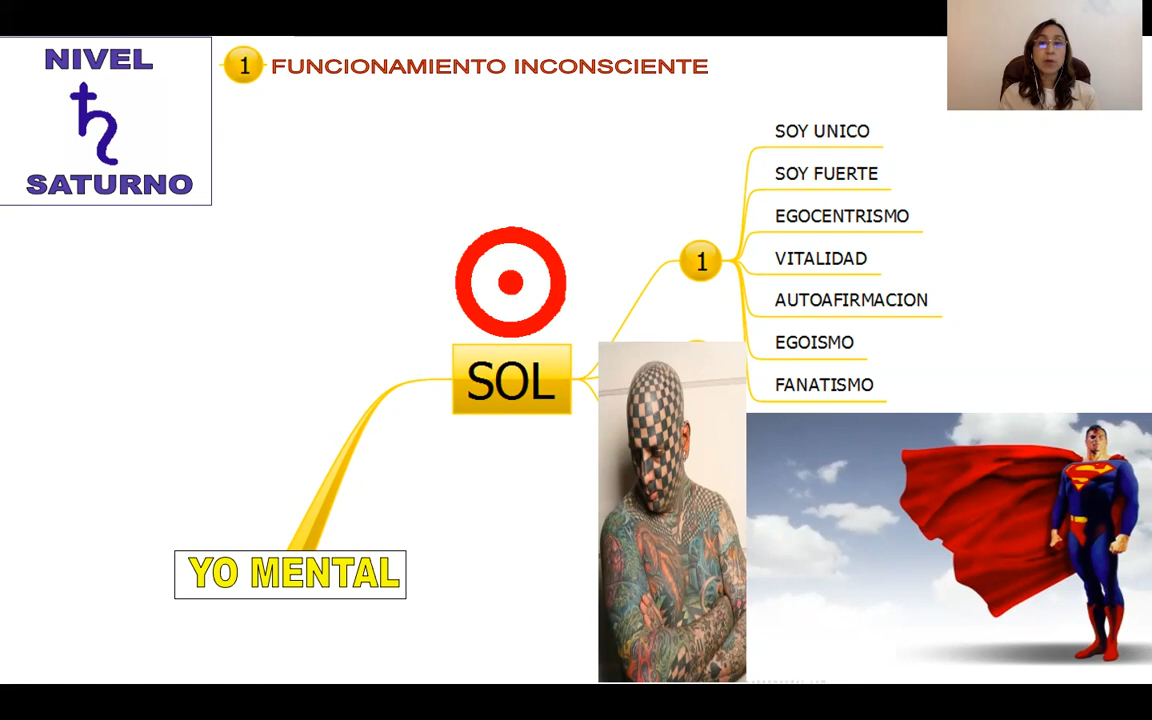 NIVEL
SATURNO
1 FUNCIONAMIENTO INCONSCIENTE
SOY UNICO
SOY FUERTE
EGOCENTRISMO
1
VITALIDAD
AUTOAFIRMACION
EGOISMO
FANATISMO
SOL
YO MENTAL